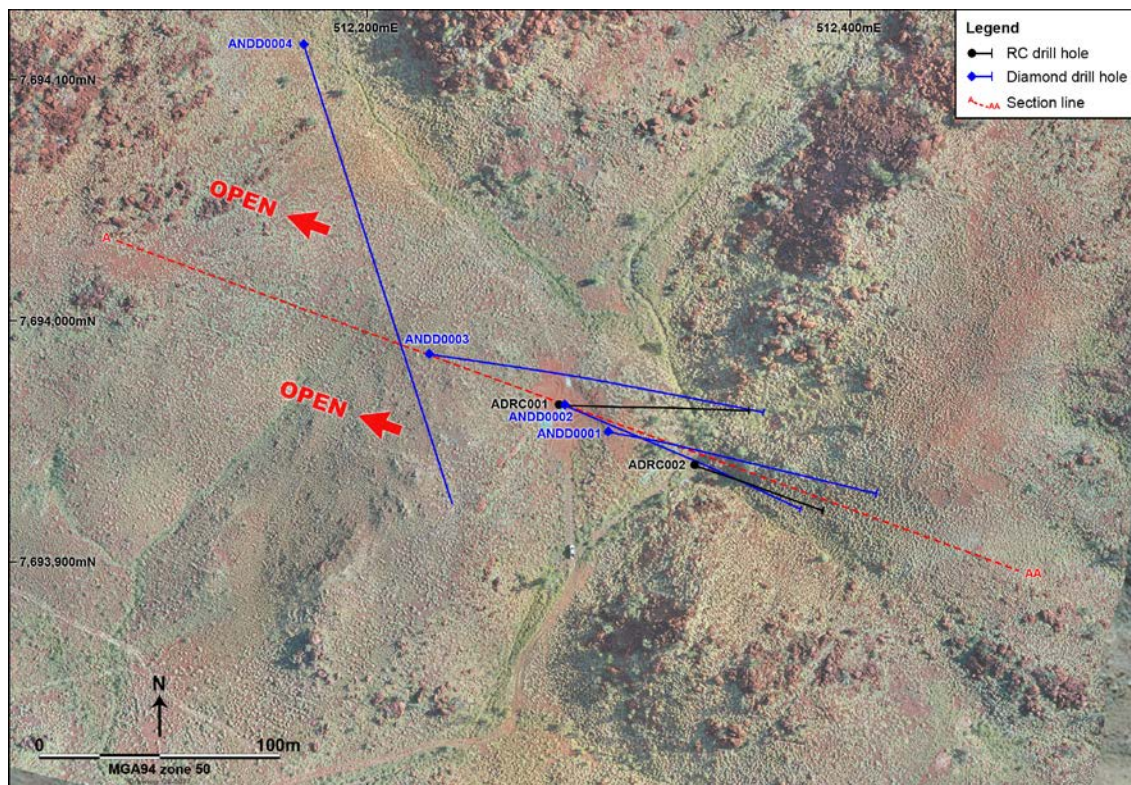 512,200mE
512,400mE
ANDD0004
7,694,100mN
Legend
RC drill hole
Diamond drill hole
A
AA
Section line
OPEN
A
7,694,000mN
ANDD0003
OPEN
ADRC001
ANDD0002
ANDD0001
ADRC002
7,693,900mN
AA
N
0
100m
MGA94 zone 50